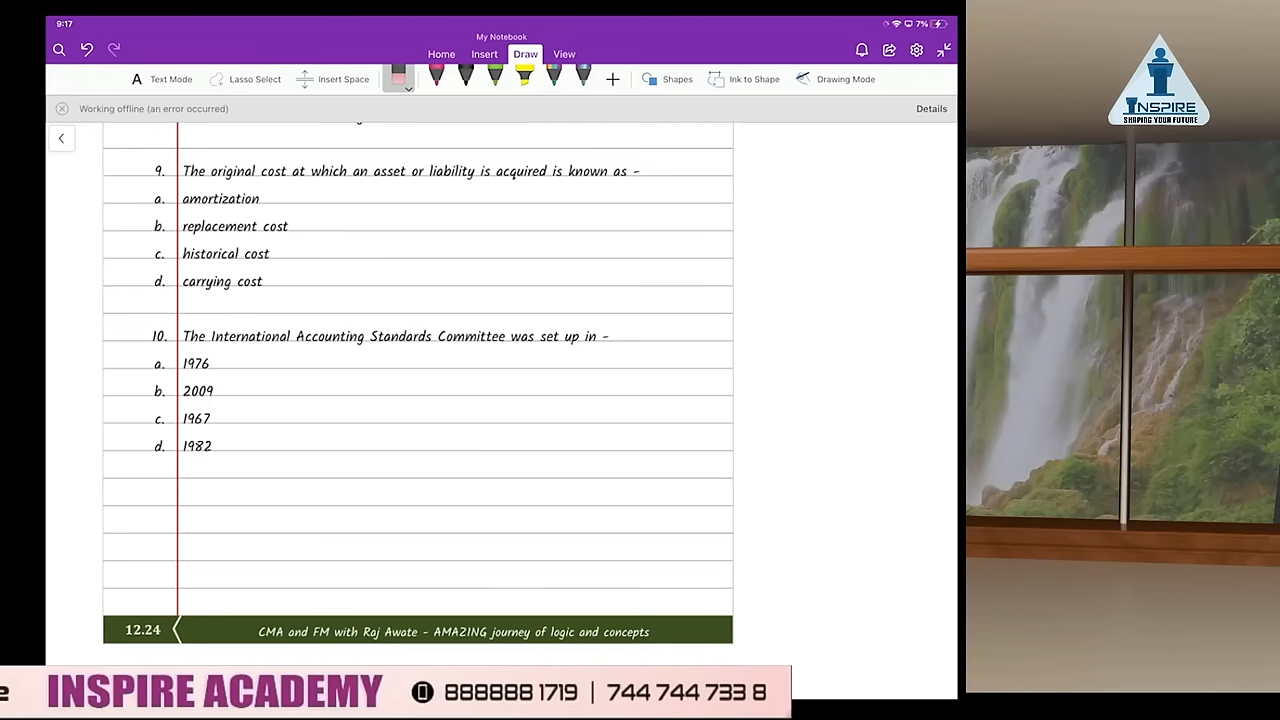 9:17
7%
My Notebook
Home Insert Draw View
Text Mode Lasso Select Insert Space Shapes Ink to Shape Drawing Mode
Working offline (an error occurred) Details
9. The original cost at which an asset or liability is acquired is known as -
a. amortization
b. replacement cost
c. historical cost
d. carrying cost
10. The International Accounting Standards Committee was set up in -
a. 1976
b. 2009
c. 1967
d. 1982
12.24 CMA and FM with Raj Awate - AMAZING journey of logic and concepts
INSPIRE ACADEMY 888888 1719 | 744 744 733 8
INSPIRE
SHAPING YOUR FUTURE